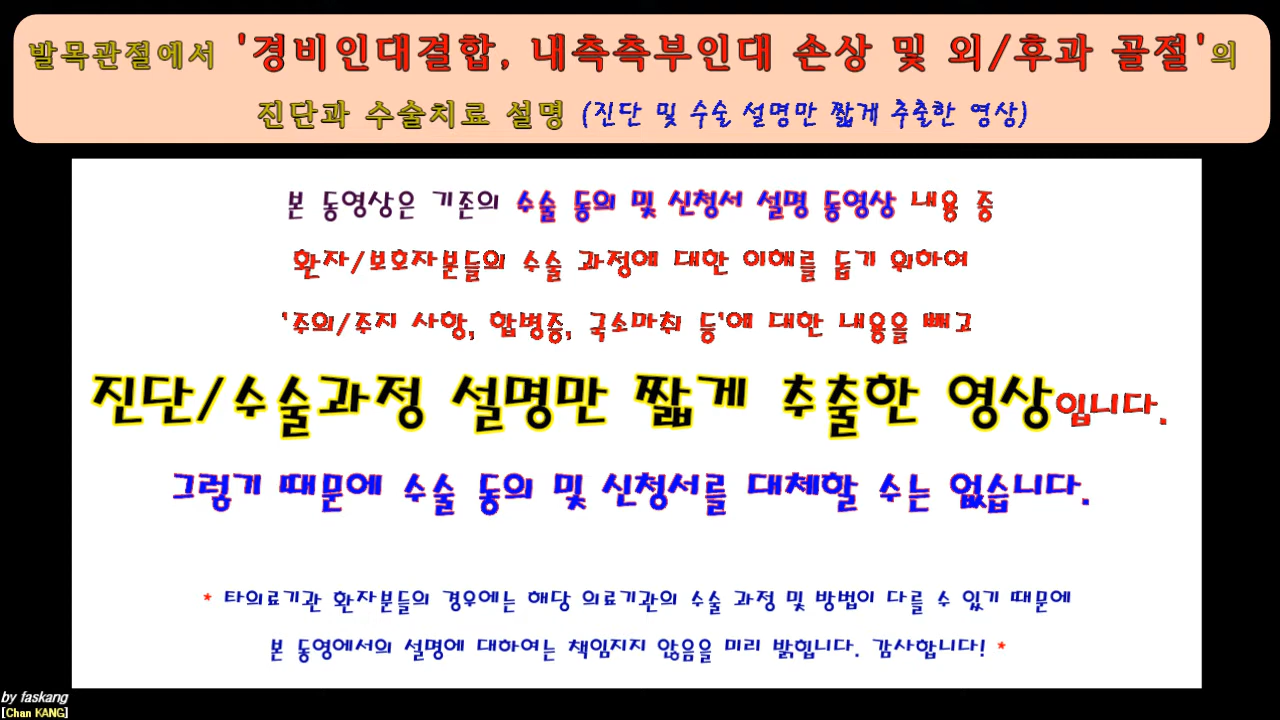 발목관절에서 '경비인대결합, 내측측부인대 손상 및 외/후과 골절'의
진단과 수술치료 설명 (진단 및 수술 설명만 짧게 추출한 영상)
본 동영상은 기존의 수술 동의 및 신청서 설명 동영상 내용 중
환자/보호자분들의 수술 과정에 대한 이해를 돕기 위하여
'주의/주지 사항, 합병증, 국소마취 등'에 대한 내용을 빼고
진단/수술과정 설명만 짧게 추출한 영상입니다.
그렇기 때문에 수술 동의 및 신청서를 대체할 수는 없습니다.
* 타의료기관 환자분들의 경우에는 해당 의료기관의 수술 과정 및 방법이 다를 수 있기 때문에
본 동영에서의 설명에 대하여는 책임지지 않음을 미리 밝힙니다. 감사합니다! *
by faskang
[Chan KANG]